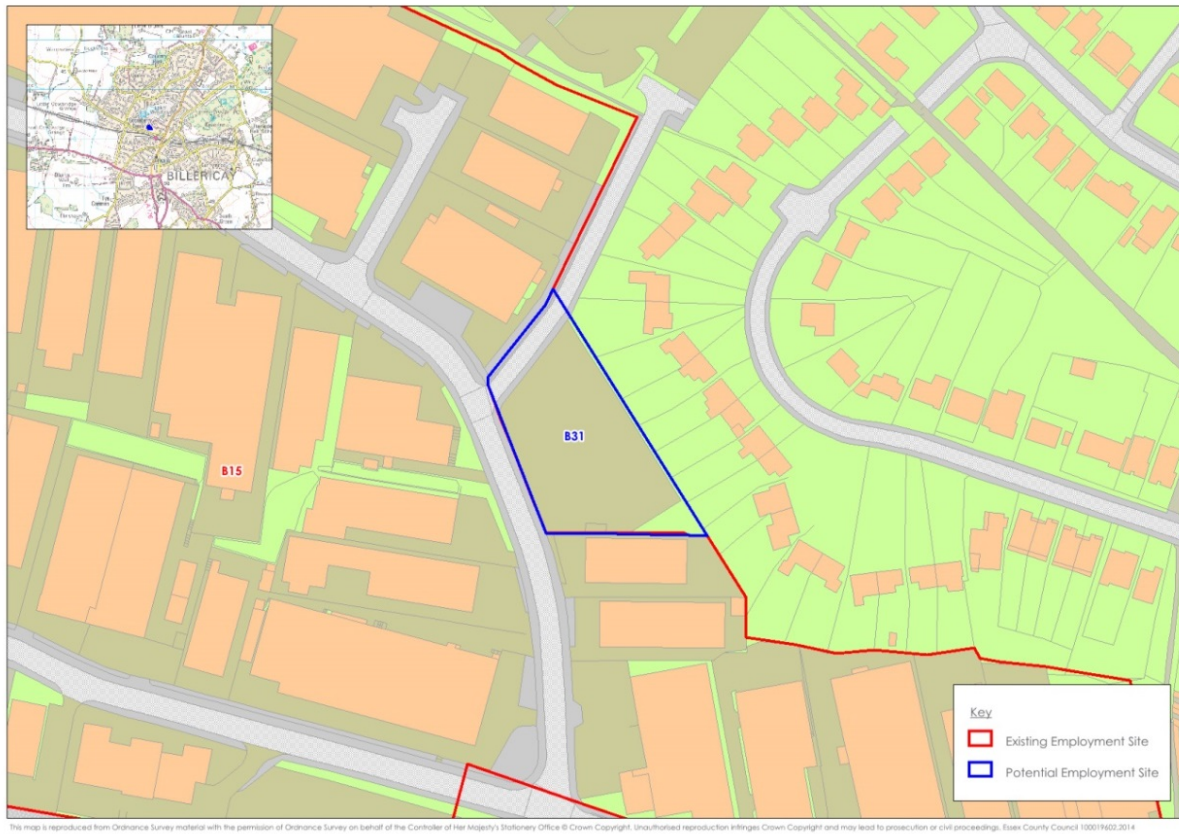 BILLERICAY
B31
B15
Key
Existing Employment Site
Potential Employment Site
This map is reproduced from Ordnance Survey material with the permission of Ordnance Survey on behalf of the Controller of Her Majesty's Stationery Office © Crown Copyright. Unauthorised reproduction infringes Crown Copyright and may lead to prosecution or civil proceedings. Essex County Council 100019602 2014